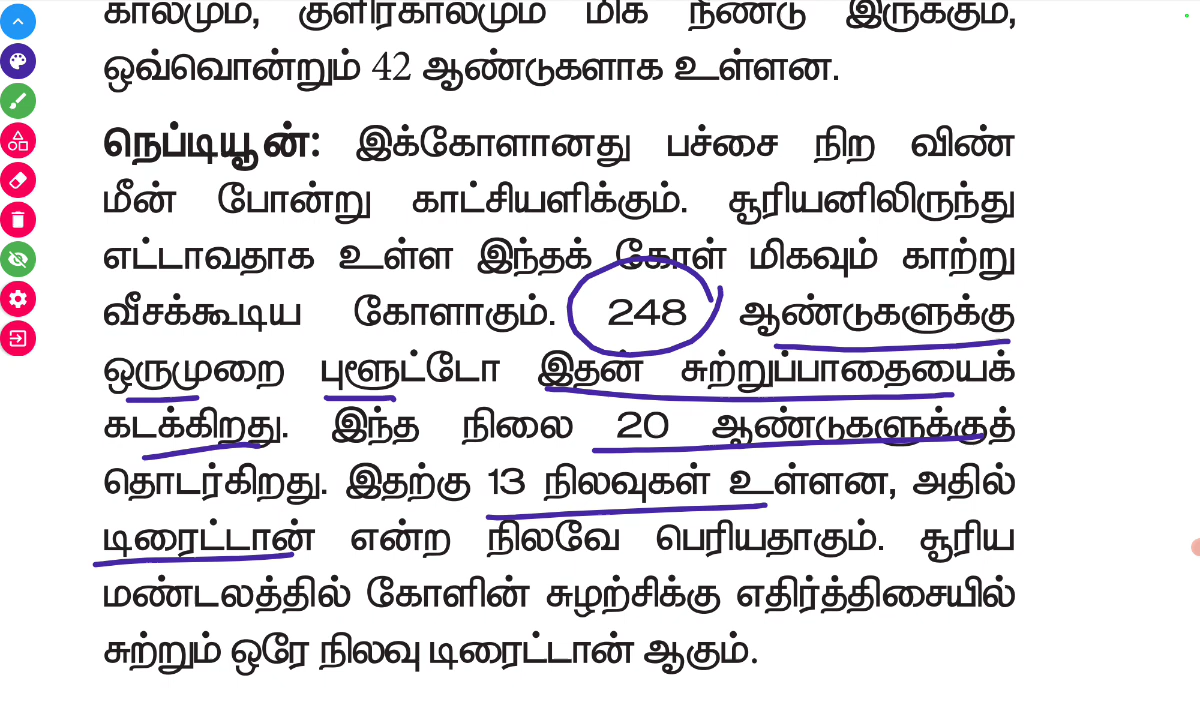 காலமும், குளிர்காலமும் மிக நீண்டு இருக்கும்,
ஒவ்வொன்றும் 42 ஆண்டுகளாக உள்ளன.
நெப்டியூன்: இக்கோளானது பச்சை நிற விண்
மீன் போன்று காட்சியளிக்கும். சூரியனிலிருந்து
எட்டாவதாக உள்ள இந்தக் கோள் மிகவும் காற்று
வீசக்கூடிய கோளாகும். 248 ஆண்டுகளுக்கு
ஒருமுறை புளூட்டோ இதன் சுற்றுப்பாதையைக்
கடக்கிறது. இந்த நிலை 20 ஆண்டுகளுக்குத்
தொடர்கிறது. இதற்கு 13 நிலவுகள் உள்ளன, அதில்
டிரைட்டான் என்ற நிலவே பெரியதாகும். சூரிய
மண்டலத்தில் கோளின் சுழற்சிக்கு எதிர்த்திசையில்
சுற்றும் ஒரே நிலவு டிரைட்டான் ஆகும்.